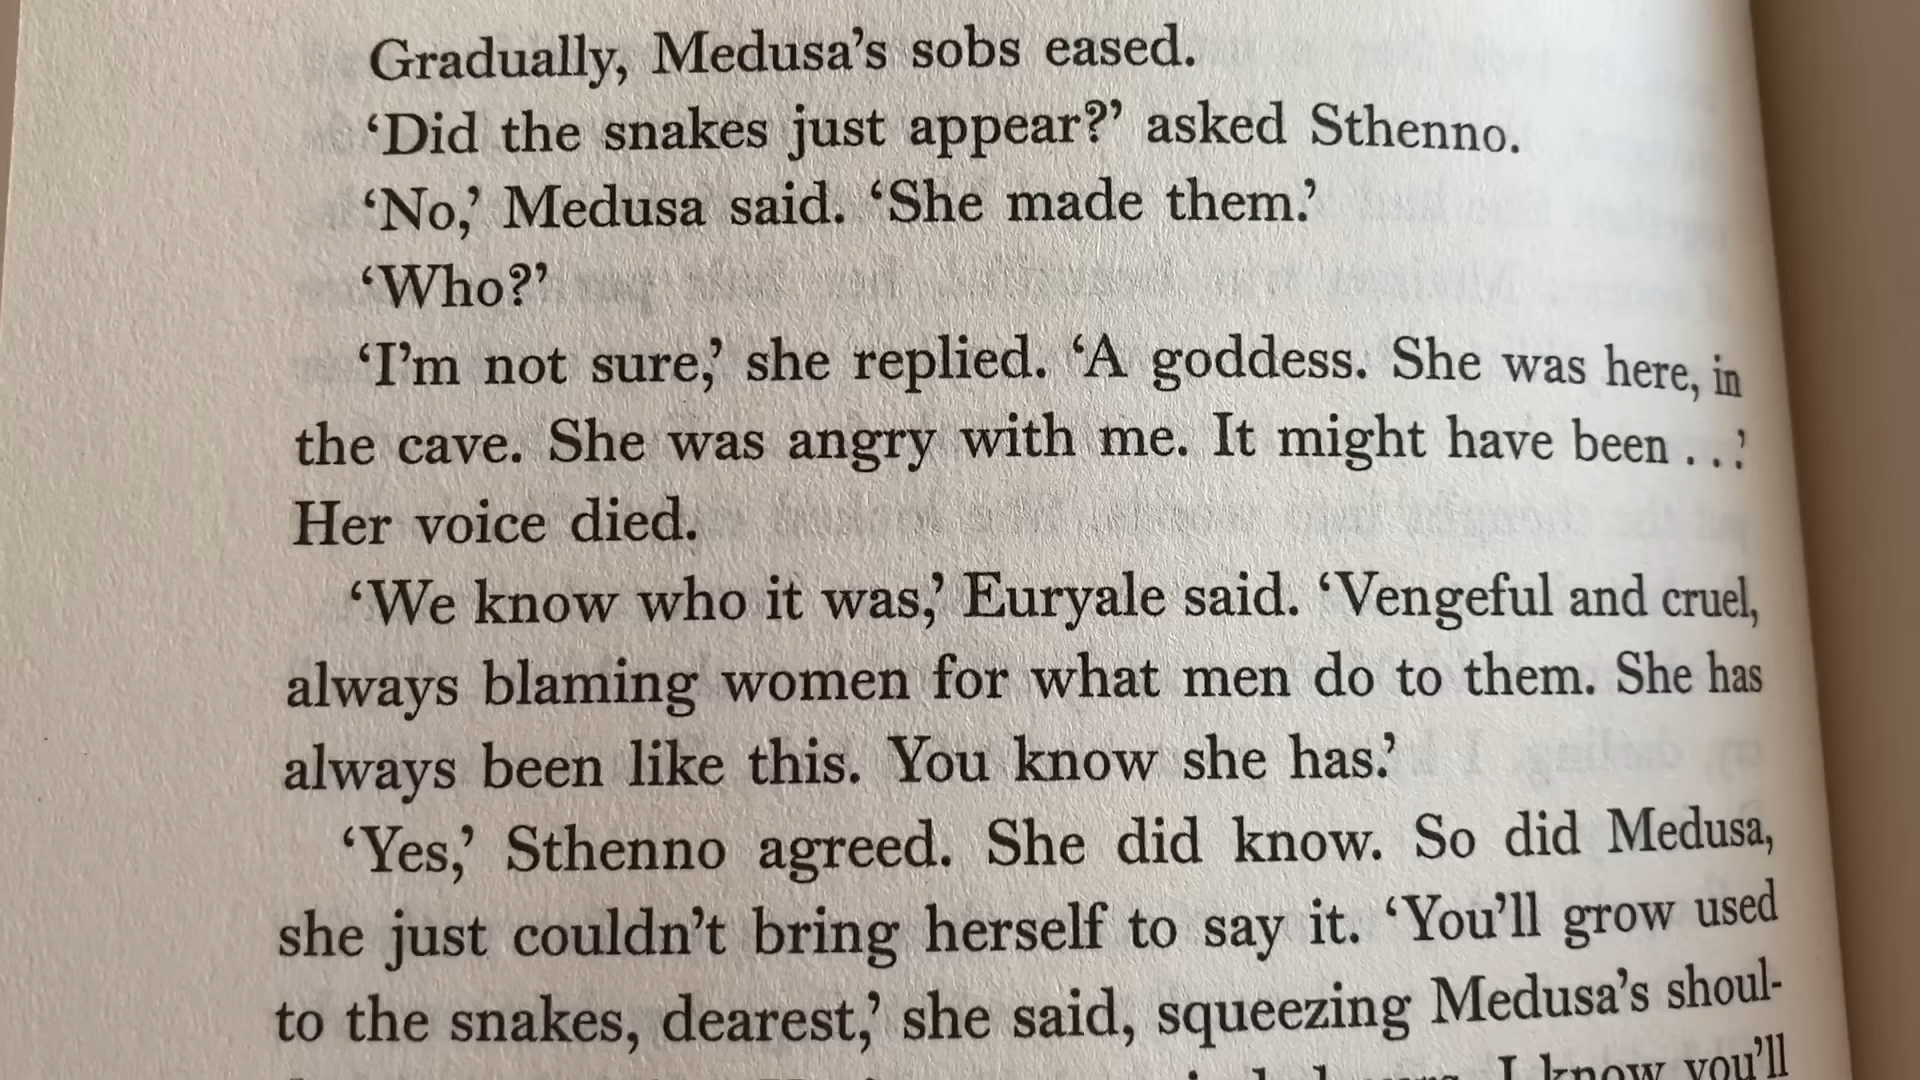 Gradually, Medusa’s sobs eased.
‘Did the snakes just appear?’ asked Sthenno.
‘No,’ Medusa said. ‘She made them.’
‘Who?’
‘I’m not sure,’ she replied. ‘A goddess. She was here, in
the cave. She was angry with me. It might have been . . .’
Her voice died.
‘We know who it was,’ Euryale said. ‘Vengeful and cruel,
always blaming women for what men do to them. She has
always been like this. You know she has.’
‘Yes,’ Sthenno agreed. She did know. So did Medusa,
she just couldn’t bring herself to say it. ‘You’ll grow used
to the snakes, dearest,’ she said, squeezing Medusa’s shoul-
I know you’ll